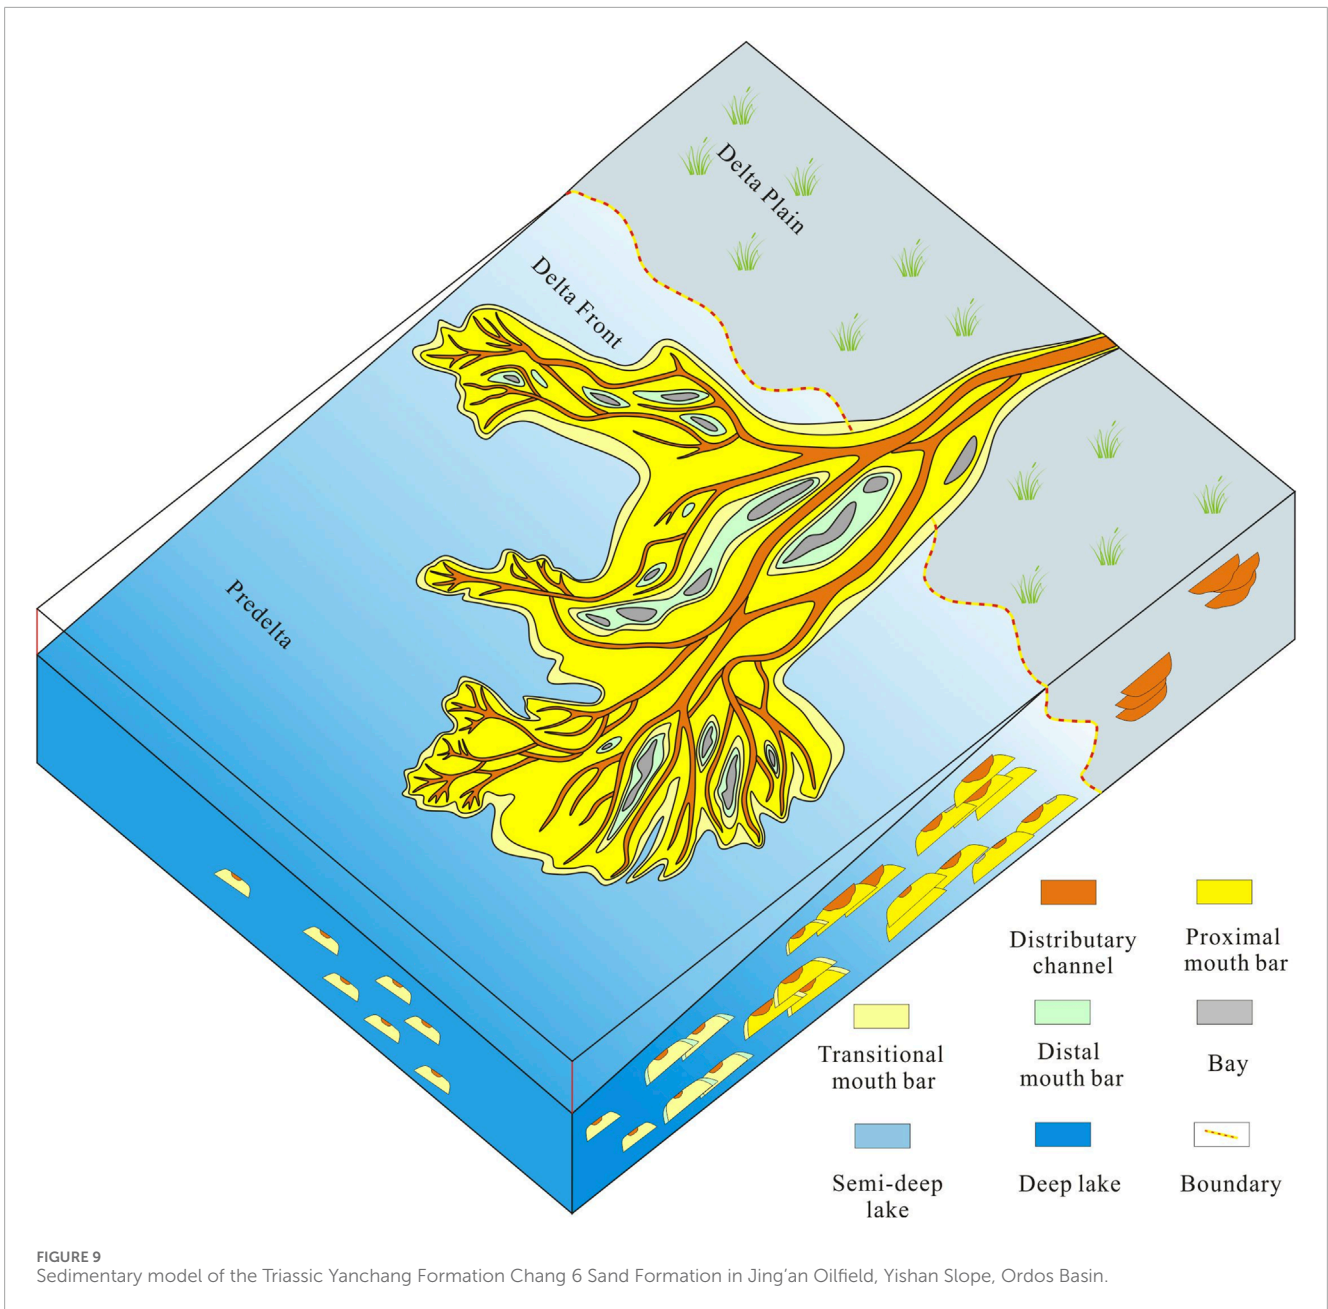 Delta Plain
Delta Front
Predelta
Distributary
channel
Proximal
mouth bar
Transitional
mouth bar
Distal
mouth bar
Bay
Semi-deep
lake
Deep lake
Boundary
FIGURE 9
Sedimentary model of the Triassic Yanchang Formation Chang 6 Sand Formation in Jing’an Oilfield, Yishan Slope, Ordos Basin.